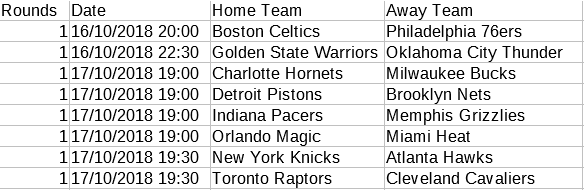 Rounds Date Home Team Away Team
1 16/10/2018 20:00 Boston Celtics Philadelphia 76ers
1 16/10/2018 22:30 Golden State Warriors Oklahoma City Thunder
1 17/10/2018 19:00 Charlotte Hornets Milwaukee Bucks
1 17/10/2018 19:00 Detroit Pistons Brooklyn Nets
1 17/10/2018 19:00 Indiana Pacers Memphis Grizzlies
1 17/10/2018 19:00 Orlando Magic Miami Heat
1 17/10/2018 19:30 New York Knicks Atlanta Hawks
1 17/10/2018 19:30 Toronto Raptors Cleveland Cavaliers